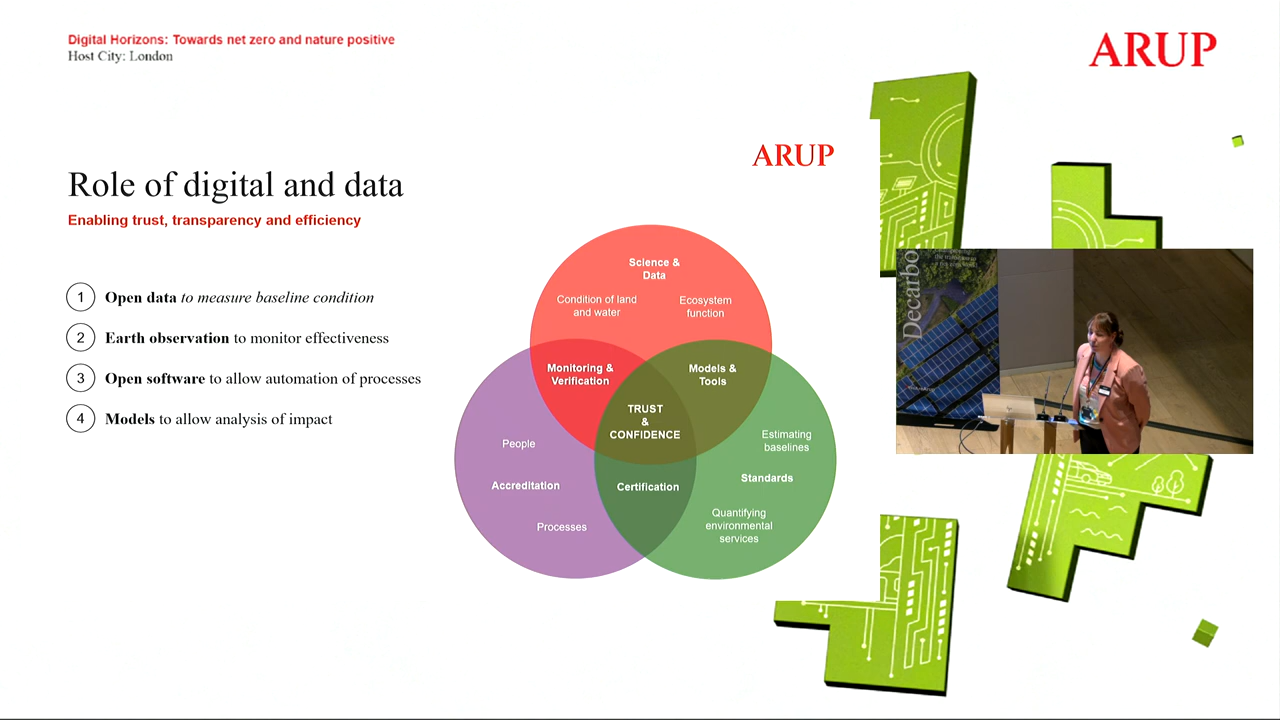 Digital Horizons: Towards net zero and nature positive
Host City: London
ARUP
ARUP
Role of digital and data
Enabling trust, transparency and efficiency
1 Open data to measure baseline condition
2 Earth observation to monitor effectiveness
3 Open software to allow automation of processes
4 Models to allow analysis of impact
Science &
Data
Condition of land
and water
Ecosystem
function
Monitoring &
Verification
Models &
Tools
TRUST
&
CONFIDENCE
People
Accreditation
Processes
Certification
Estimating
baselines
Standards
Quantifying
environmental
services
Decarbo